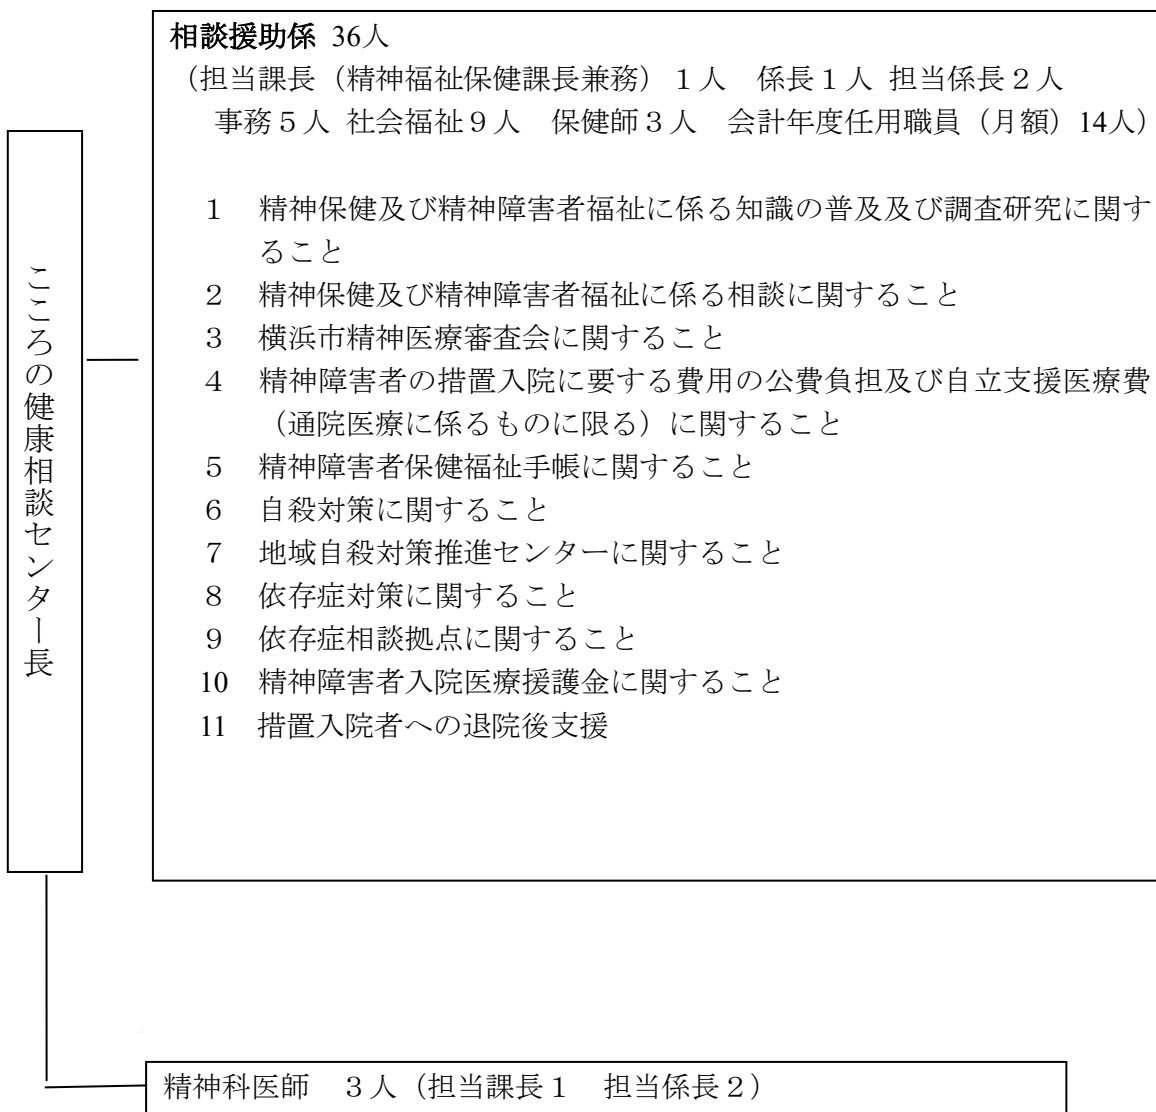 こころの健康相談センター長
相談援助係 36人
（担当課長（精神福祉保健課長兼務）１人　係長１人 担当係長２人
事務５人 社会福祉９人　保健師３人　会計年度任用職員（月額）14人）
１　精神保健及び精神障害者福祉に係る知識の普及及び調査研究に関す
ること
２　精神保健及び精神障害者福祉に係る相談に関すること
３　横浜市精神医療審査会に関すること
４　精神障害者の措置入院に要する費用の公費負担及び自立支援医療費
（通院医療に係るものに限る）に関すること
５　精神障害者保健福祉手帳に関すること
６　自殺対策に関すること
７　地域自殺対策推進センターに関すること
８　依存症対策に関すること
９　依存症相談拠点に関すること
10　精神障害者入院医療援護金に関すること
11　措置入院者への退院後支援
精神科医師　３人（担当課長１　担当係長２）